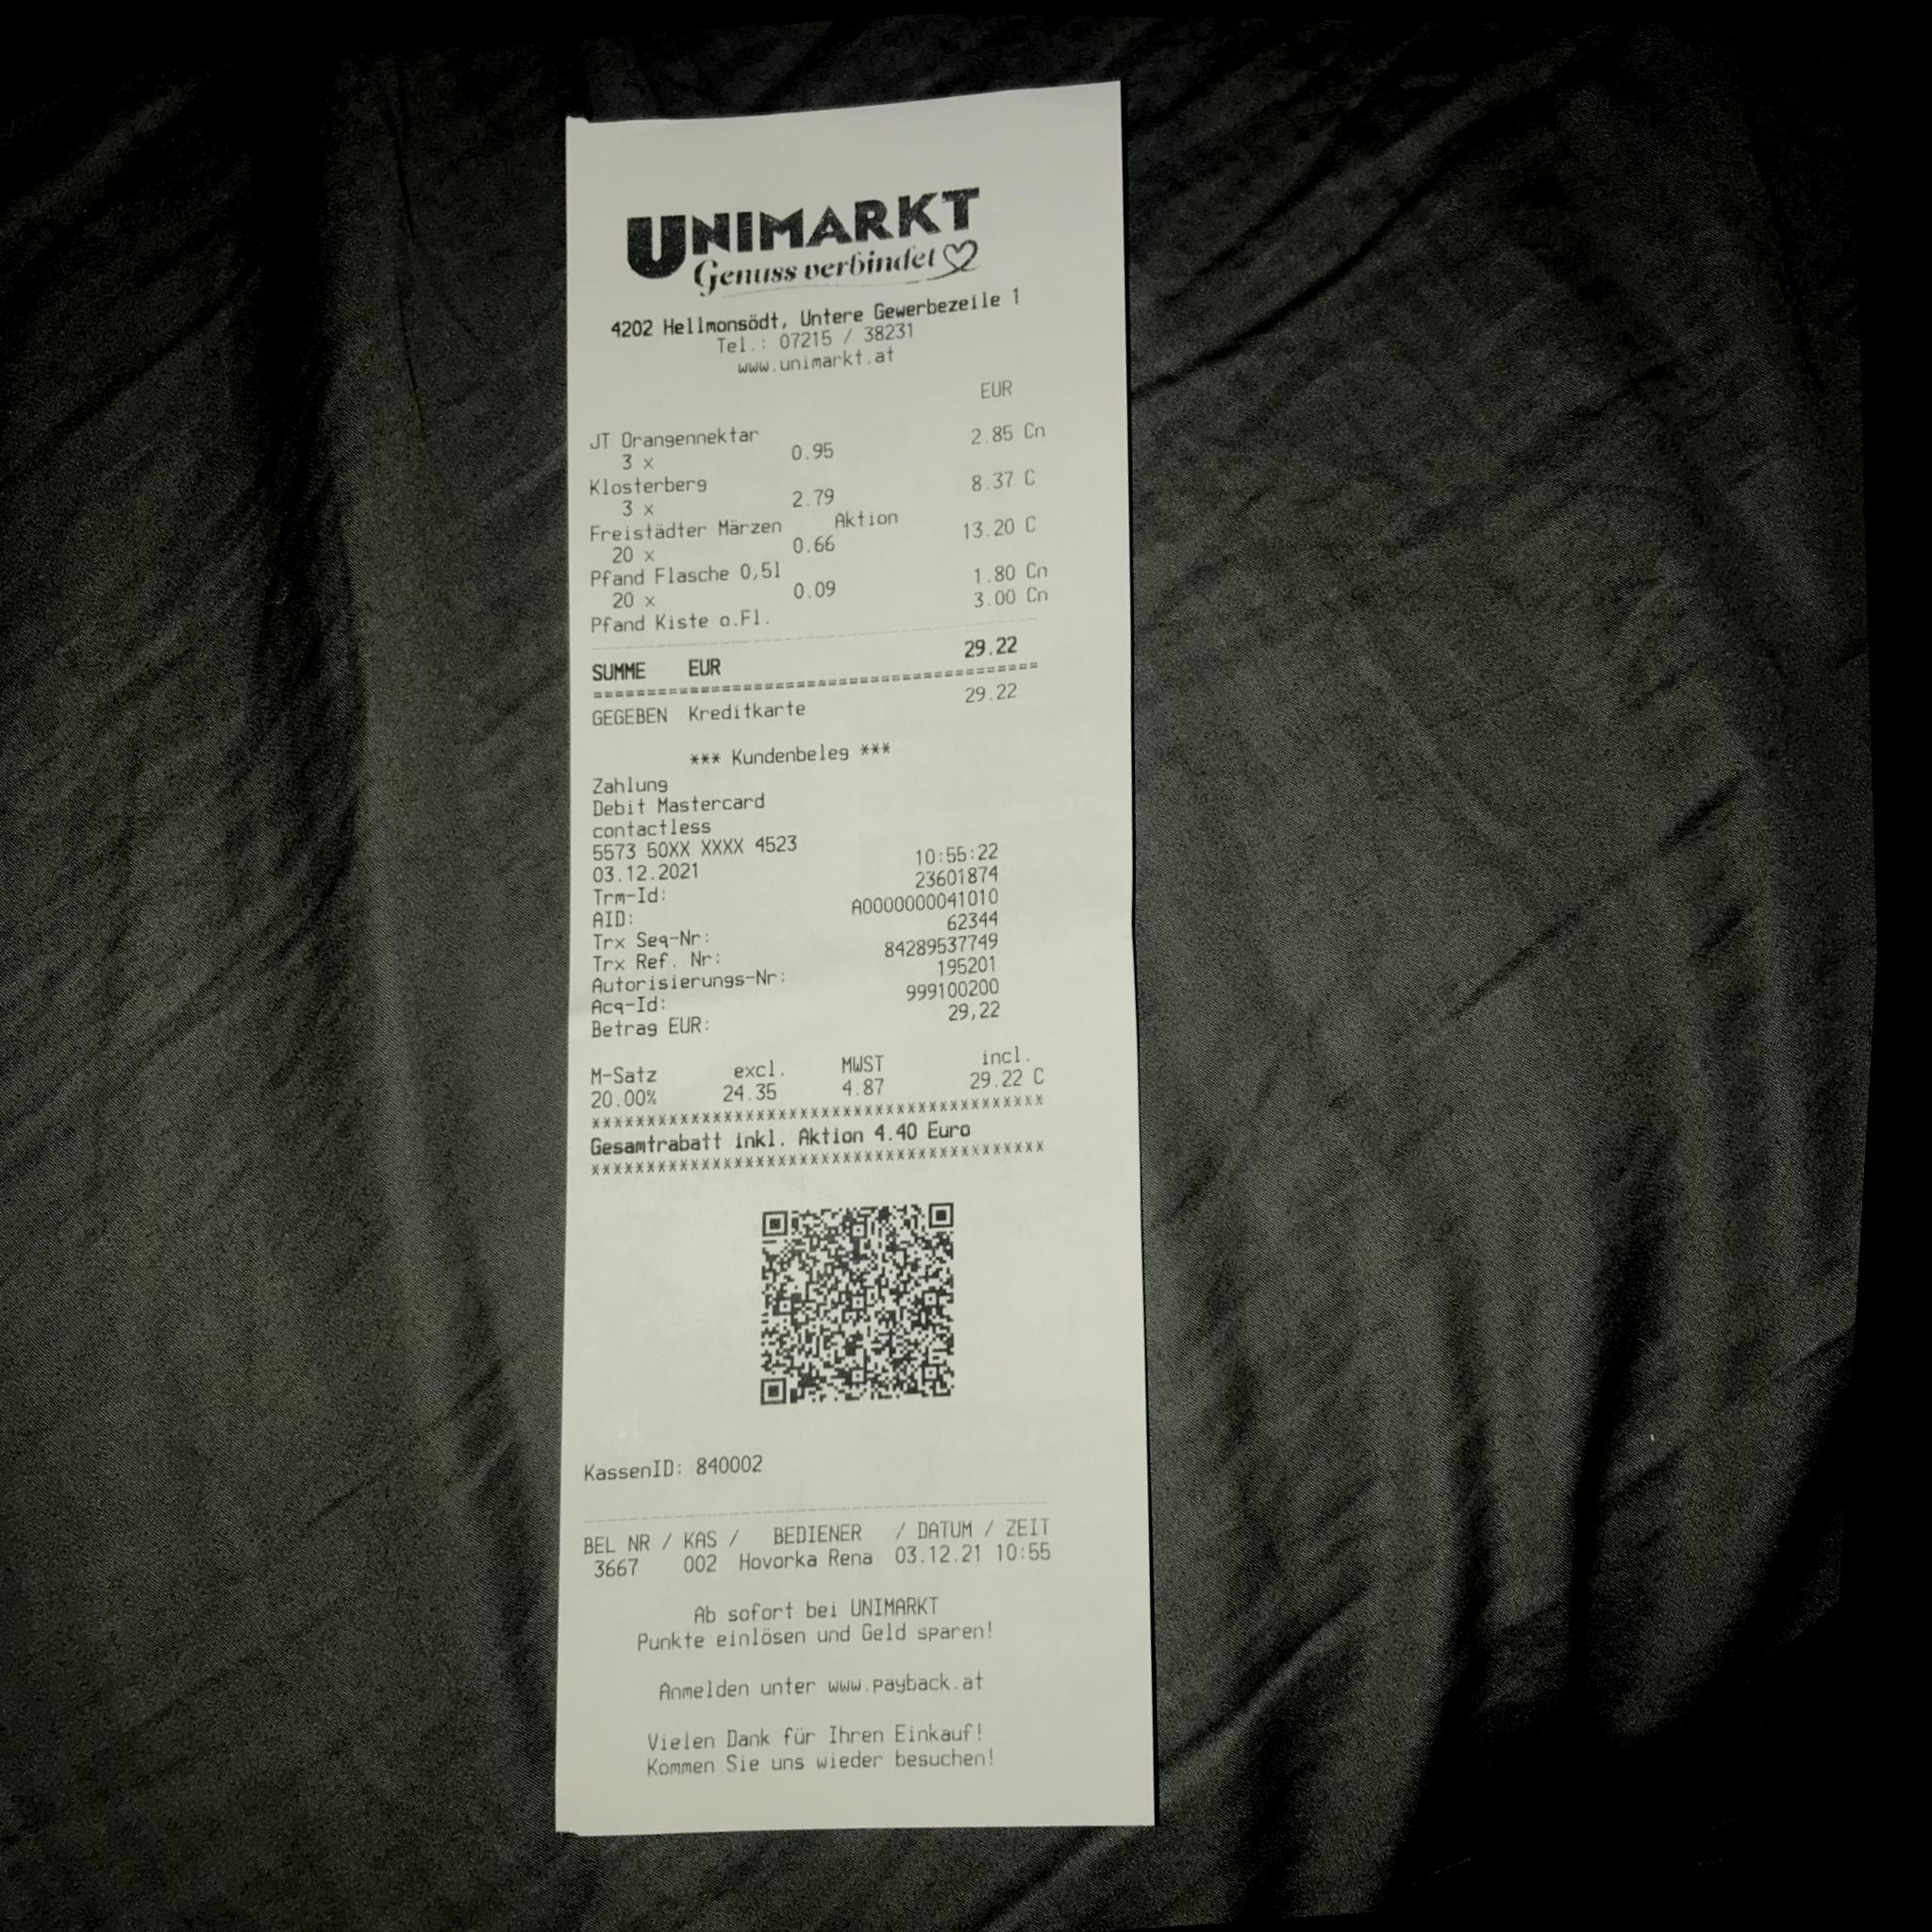 UNIMARKT
Genuss verbindet
4202 Hellmonsödt, Untere Gewerbezeile 1
Tel.: 07215 / 38231
www.unimarkt.at
EUR
JT Orangennektar 2.85 Cn
3 x 0.95
Klosterberg 8.37 C
3 x 2.79
Freistädter Märzen Aktion 13.20 C
20 x 0.66
Pfand Flasche 0,5l 1.80 Cn
20 x 0.09
Pfand Kiste o.Fl. 3.00 Cn
SUMME EUR 29.22
========================================
GEGEBEN Kreditkarte 29.22
*** Kundenbeleg ***
Zahlung
Debit Mastercard
contactless
5573 50XX XXXX 4523
03.12.2021 10:55:22
Trm-Id: 23601874
AID: A0000000041010
Trx Seq-Nr: 62344
Trx Ref. Nr: 84289537749
Autorisierungs-Nr: 195201
Acq-Id: 999100200
Betrag EUR: 29,22
M-Satz excl. MWST incl.
20.00% 24.35 4.87 29.22 C
******************************************
Gesamtrabatt inkl. Aktion 4.40 Euro
******************************************
KassenID: 840002
BEL NR / KAS / BEDIENER / DATUM / ZEIT
3667 002 Hovorka Rena 03.12.21 10:55
Ab sofort bei UNIMARKT
Punkte einlösen und Geld sparen!
Anmelden unter www.payback.at
Vielen Dank für Ihren Einkauf!
Kommen Sie uns wieder besuchen!